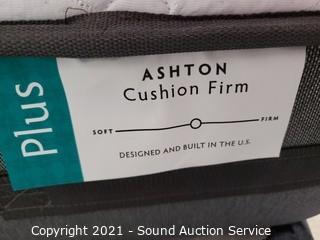 Plus
ASHTON
Cushion Firm
SOFT FIRM
DESIGNED AND BUILT IN THE U.S.
Copyright 2021 - Sound Auction Service